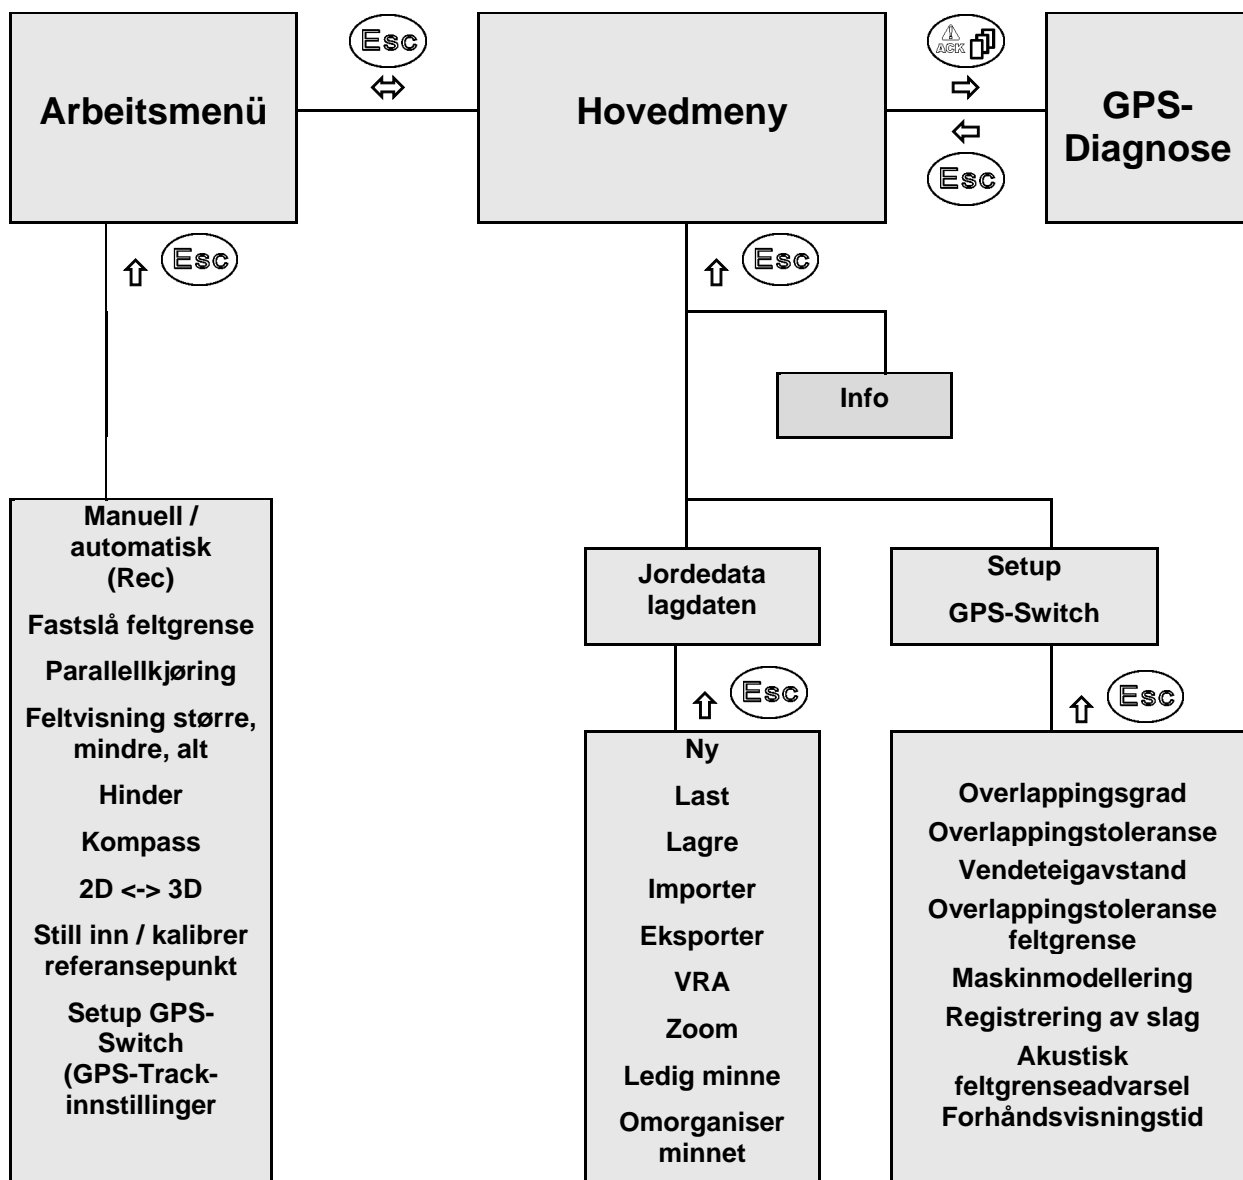 Esc
ACK
Arbeitsmenü
Hovedmeny
GPS-
Diagnose
Esc
Esc
Esc
Info
Manuell /
automatisk
(Rec)
Fastslå feltgrense
Parallellkjøring
Feltvisning større,
mindre, alt
Hinder
Kompass
2D <-> 3D
Still inn / kalibrer
referansepunkt
Setup GPS-
Switch
(GPS-Track-
innstillinger
Jordedata
lagdaten
Esc
Ny
Last
Lagre
Importer
Eksporter
VRA
Zoom
Ledig minne
Omorganiser
minnet
Setup
GPS-Switch
Esc
Overlappingsgrad
Overlappingstoleranse
Vendeteigavstand
Overlappingstoleranse
feltgrense
Maskinmodellering
Registrering av slag
Akustisk
feltgrenseadvarsel
Forhåndsvisningstid